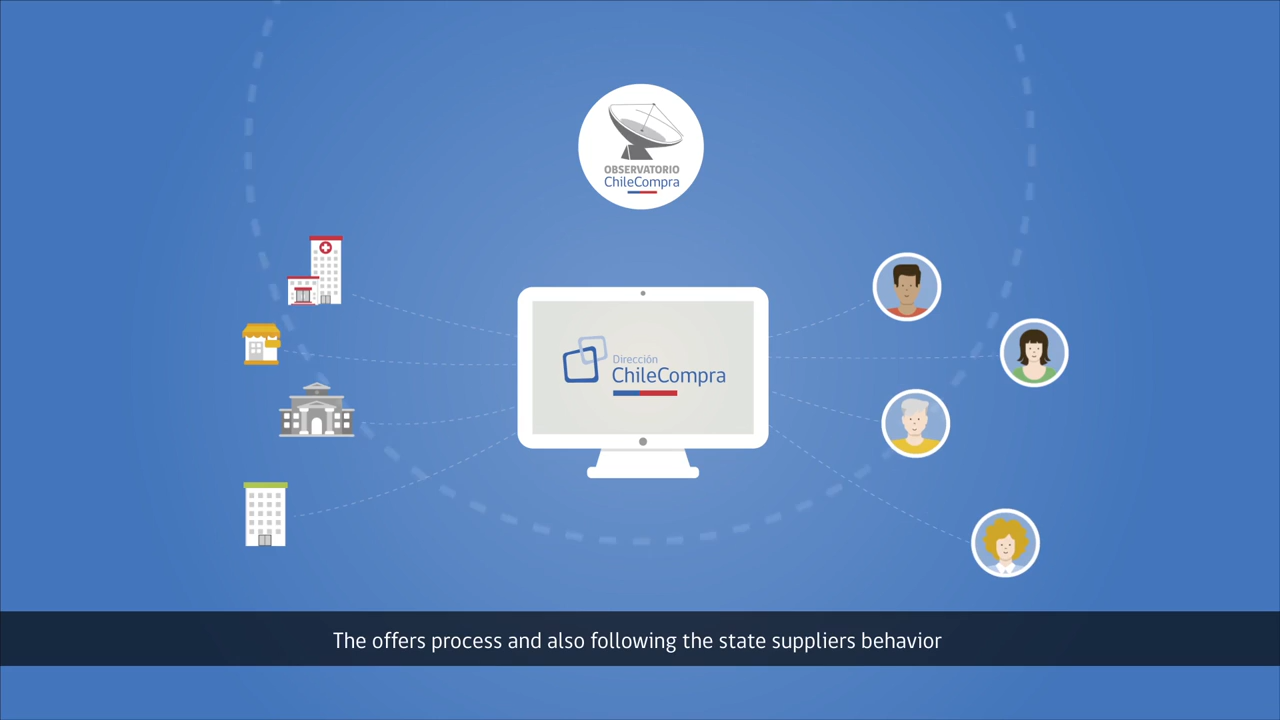 OBSERVATORIO
ChileCompra
Dirección
ChileCompra
The offers process and also following the state suppliers behavior